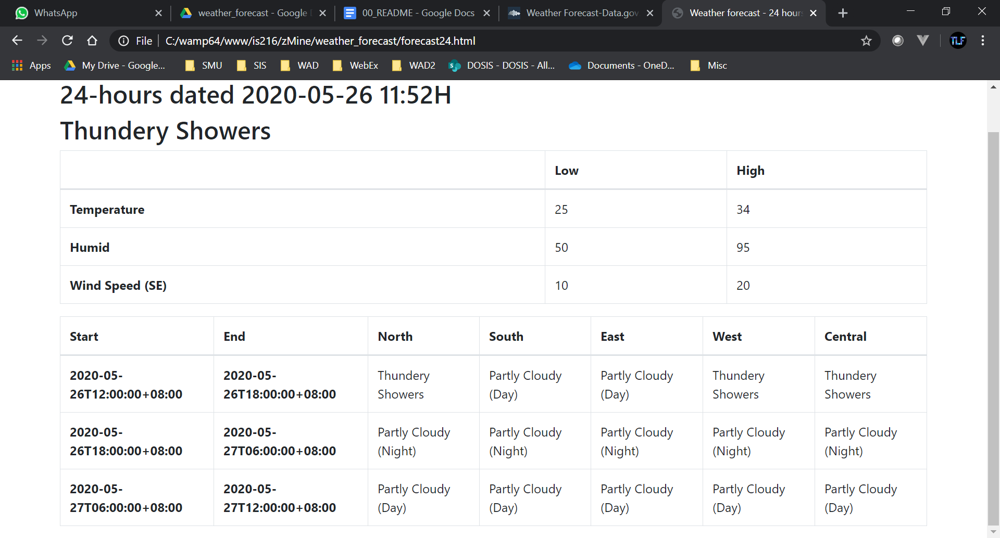 WhatsApp
weather_forecast - Google
00_README - Google Docs
Weather Forecast-Data.gov
Weather forecast - 24 hour
File
C:/wamp64/www/is216/zMine/weather_forecast/forecast24.html
TLF
Apps
My Drive - Google...
SMU
SIS
WAD
WebEx
WAD2
DOSIS - DOSIS - All...
Documents - OneD...
Misc
24-hours dated 2020-05-26 11:52H
Thundery Showers
Low High
Temperature 25 34
Humid 50 95
Wind Speed (SE) 10 20
Start End North South East West Central
2020-05- 2020-05- Thundery Partly Cloudy Partly Cloudy Thundery Thundery
26T12:00:00+08:00 26T18:00:00+08:00 Showers (Day) (Day) Showers Showers
2020-05- 2020-05- Partly Cloudy Partly Cloudy Partly Cloudy Partly Cloudy Partly Cloudy
26T18:00:00+08:00 27T06:00:00+08:00 (Night) (Night) (Night) (Night) (Night)
2020-05- 2020-05- Partly Cloudy Partly Cloudy Partly Cloudy Partly Cloudy Partly Cloudy
27T06:00:00+08:00 27T12:00:00+08:00 (Day) (Day) (Day) (Day) (Day)